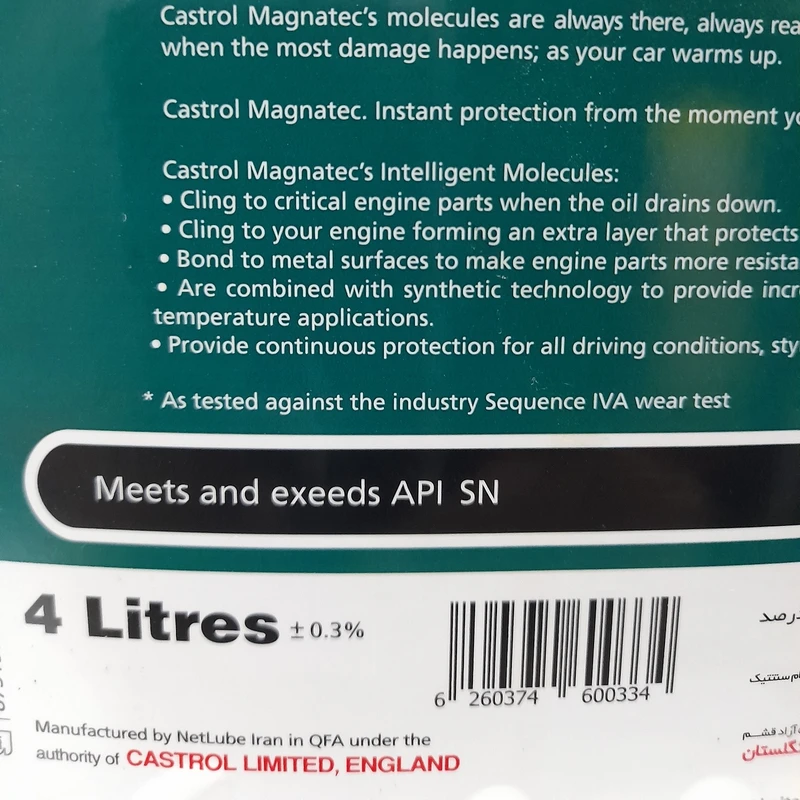 Castrol Magnatec's molecules are always there, always
when the most damage happens; as your car warms up.
Castrol Magnatec. Instant protection from the moment
Castrol Magnatec's Intelligent Molecules:
• Cling to critical engine parts when the oil drains down.
• Cling to your engine forming an extra layer that protects
• Bond to metal surfaces to make engine parts more
• Are combined with synthetic technology to provide
temperature applications.
• Provide continuous protection for all driving conditions,
* As tested against the industry Sequence IVA wear test
Meets and exeeds API SN
4 Litres ± 0.3%
6 260374 600334
Manufactured by NetLube Iran in QFA under the
authority of CASTROL LIMITED, ENGLAND
درصد
آزاد قشم